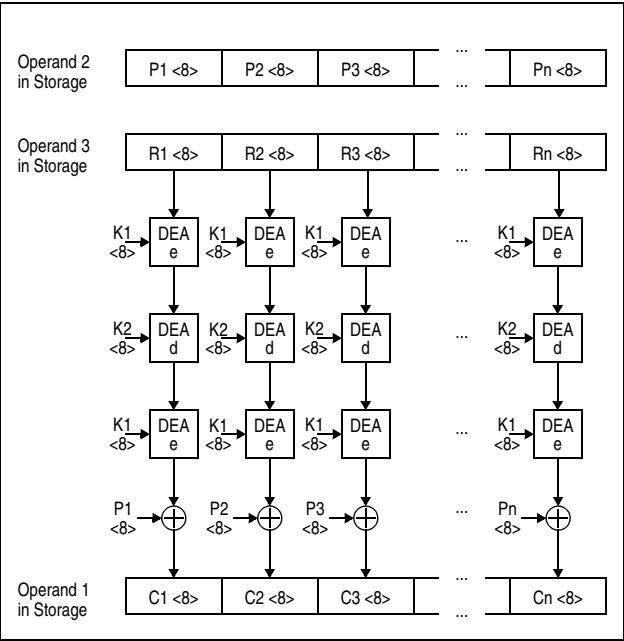 ...
Operand 2 P1 <8> P2 <8> P3 <8> Pn <8>
in Storage
...
...
Operand 3 R1 <8> R2 <8> R3 <8> Rn <8>
in Storage
...
K1 DEA K1 DEA K1 DEA ... K1 DEA
<8> e <8> e <8> e <8> e
K2 DEA K2 DEA K2 DEA ... K2 DEA
<8> d <8> d <8> d <8> d
K1 DEA K1 DEA K1 DEA ... K1 DEA
<8> e <8> e <8> e <8> e
P1 P2 P3 ... Pn
<8> <8> <8> <8>
...
Operand 1 C1 <8> C2 <8> C3 <8> Cn <8>
in Storage
...